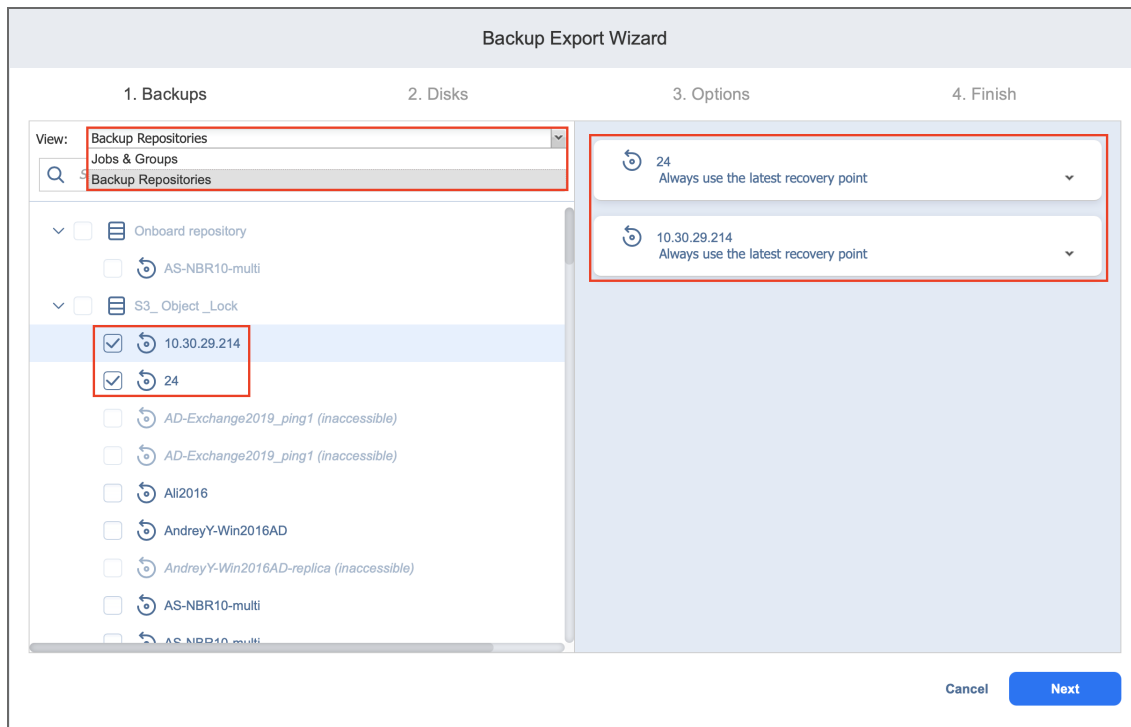 Backup Export Wizard
1. Backups
2. Disks
3. Options
4. Finish
View:
Backup Repositories
Jobs & Groups
Backup Repositories
Onboard repository
AS-NBR10-multi
S3_ Object _Lock
10.30.29.214
24
AD-Exchange2019_ping1 (inaccessible)
AD-Exchange2019_ping1 (inaccessible)
Ali2016
AndreyY-Win2016AD
AndreyY-Win2016AD-replica (inaccessible)
AS-NBR10-multi
AS-NBR10-multi
24
Always use the latest recovery point
10.30.29.214
Always use the latest recovery point
Cancel
Next